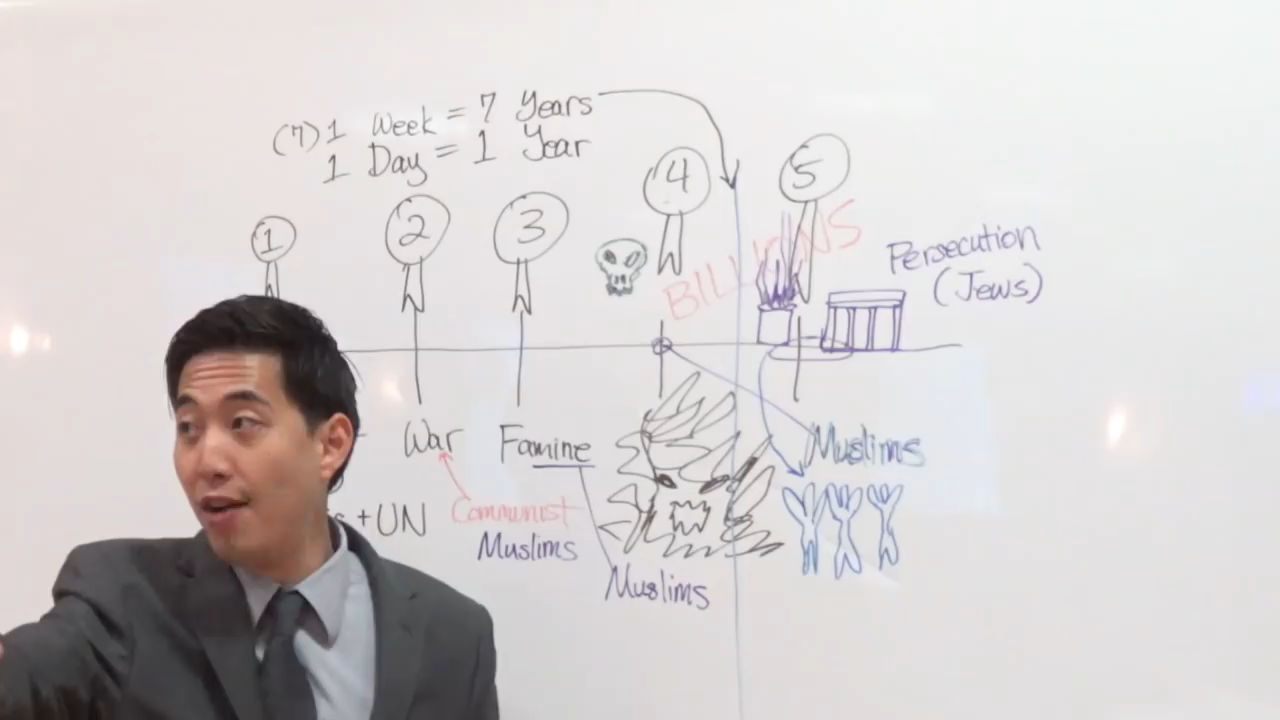 (7) 1 Week = 7 Years
1 Day = 1 Year
1
2
3
4
5
BILLIONS
Persecution
(Jews)
War
Famine
Muslims
+UN
Communist
Muslims
Muslims